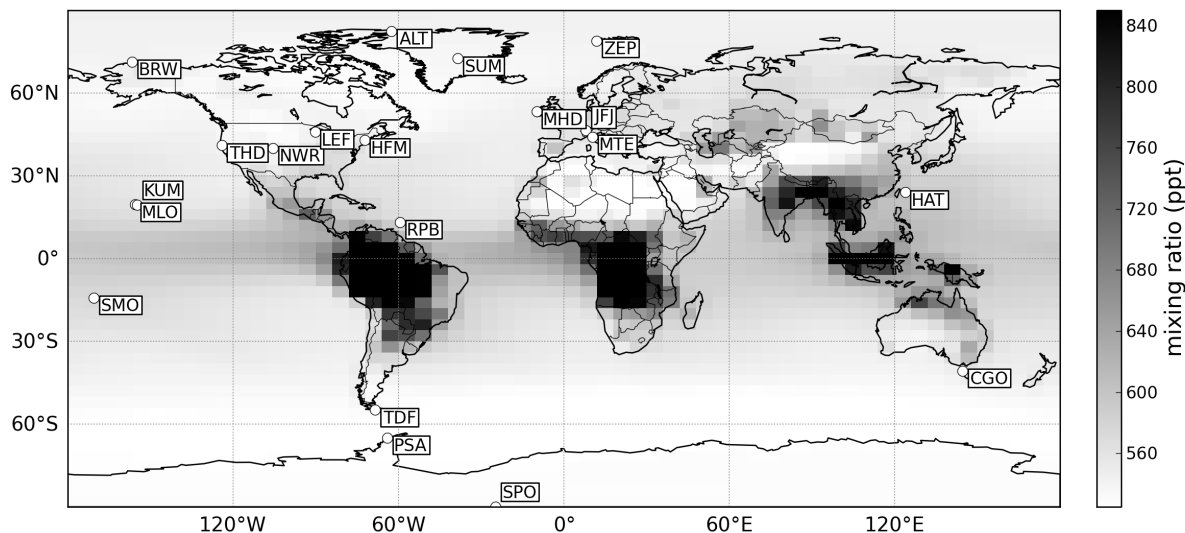 ALT
ZEP
840
BRW
SUM
800
60°N
MHD
JFJ
LEF
MTE
760
THD
NWR
HFM
30°N
KUM
HAT
MLO
720
RPB
0°
680
SMO
640
30°S
CGO
600
TDF
60°S
PSA
560
SPO
120°W
60°W
0°
60°E
120°E
mixing ratio (ppt)